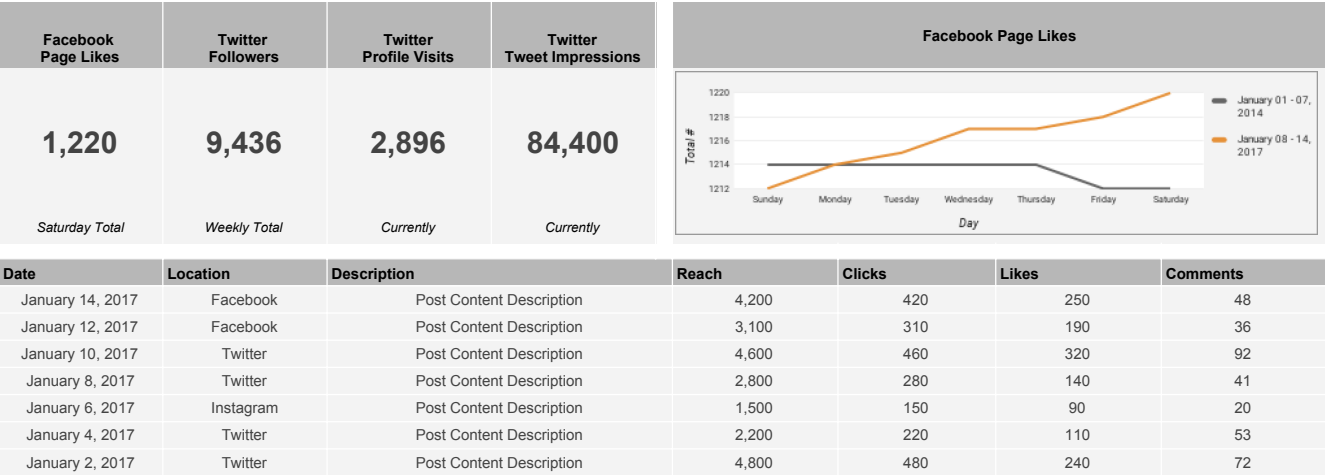 Facebook
Page Likes
Twitter
Followers
Twitter
Profile Visits
Twitter
Tweet Impressions
1,220
9,436
2,896
84,400
Saturday Total
Weekly Total
Currently
Currently
Facebook Page Likes
Total #
1220
1218
1216
1214
1212
Sunday Monday Tuesday Wednesday Thursday Friday Saturday
Day
January 01 - 07,
2014
January 08 - 14,
2017
Date Location Description Reach Clicks Likes Comments
January 14, 2017 Facebook Post Content Description 4,200 420 250 48
January 12, 2017 Facebook Post Content Description 3,100 310 190 36
January 10, 2017 Twitter Post Content Description 4,600 460 320 92
January 8, 2017 Twitter Post Content Description 2,800 280 140 41
January 6, 2017 Instagram Post Content Description 1,500 150 90 20
January 4, 2017 Twitter Post Content Description 2,200 220 110 53
January 2, 2017 Twitter Post Content Description 4,800 480 240 72